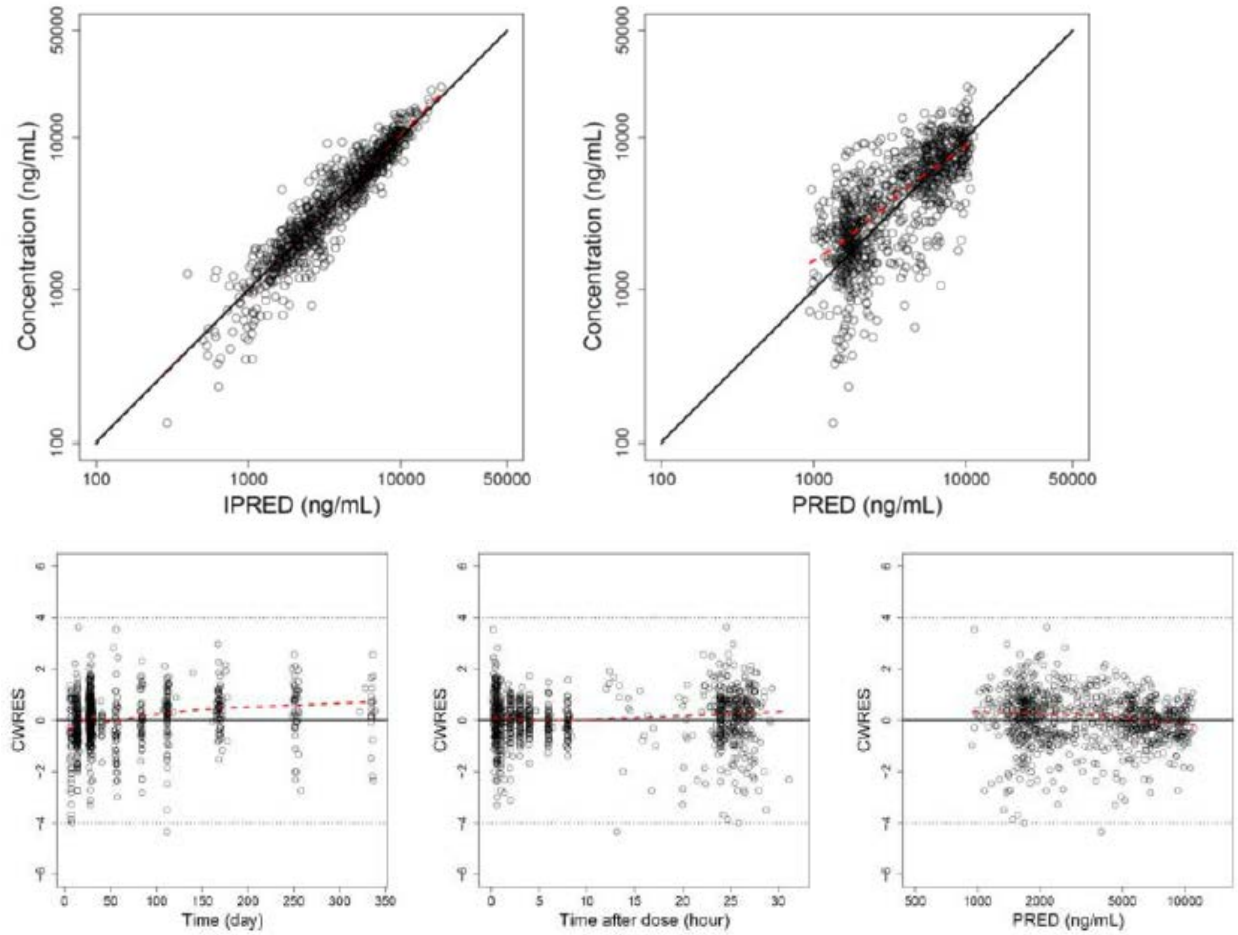 50000
10000
1000
100
Concentration (ng/mL)
100 1000 10000 50000
IPRED (ng/mL)
50000
10000
1000
100
Concentration (ng/mL)
100 1000 10000 50000
PRED (ng/mL)
6
4
2
0
-2
-4
-6
CWRES
0 50 100 150 200 250 300 350
Time (day)
6
4
2
0
-2
-4
-6
CWRES
0 5 10 15 20 25 30
Time after dose (hour)
6
4
2
0
-2
-4
-6
CWRES
500 1000 2000 5000 10000
PRED (ng/mL)